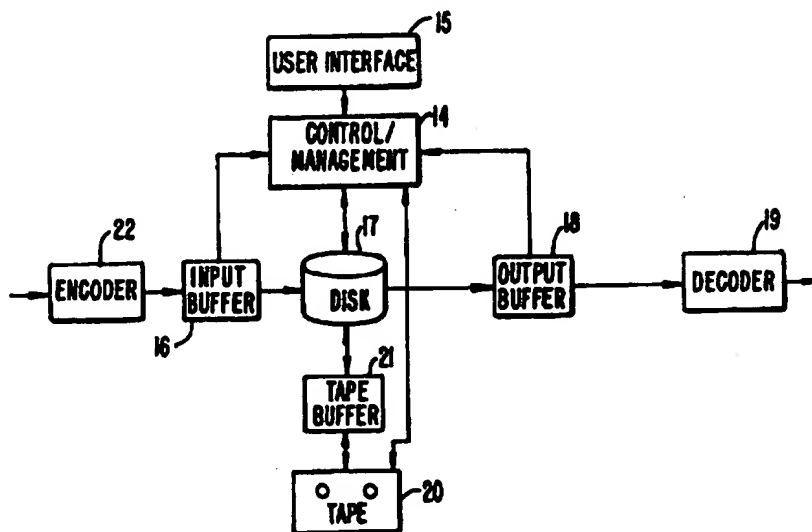 15
USER INTERFACE
14
CONTROL/
MANAGEMENT
22
ENCODER
INPUT
BUFFER
16
17
DISK
18
OUTPUT
BUFFER
19
DECODER
21
TAPE
BUFFER
TAPE
20